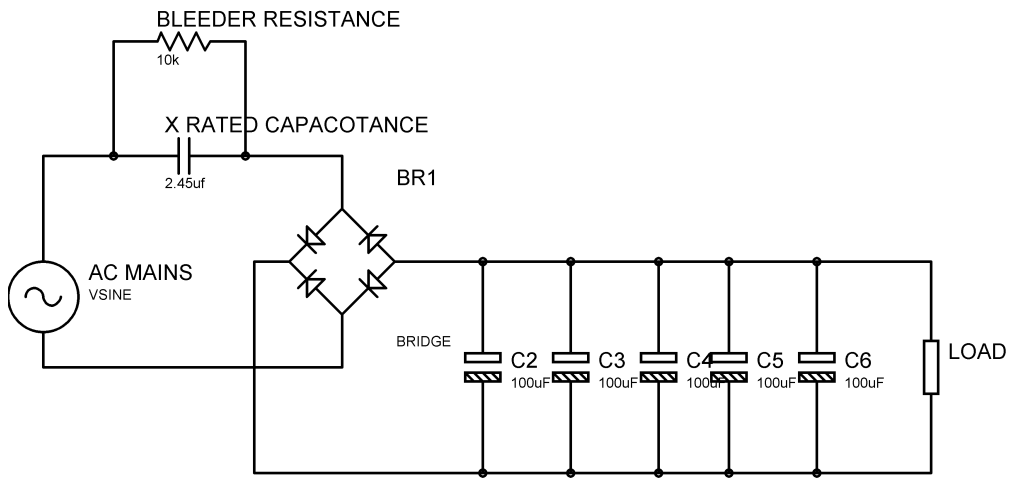 BLEEDER RESISTANCE
10k
X RATED CAPACOTANCE
2.45uf
BR1
AC MAINS
VSINE
BRIDGE
C2
100uF
C3
100uF
C4
100uF
C5
100uF
C6
100uF
LOAD